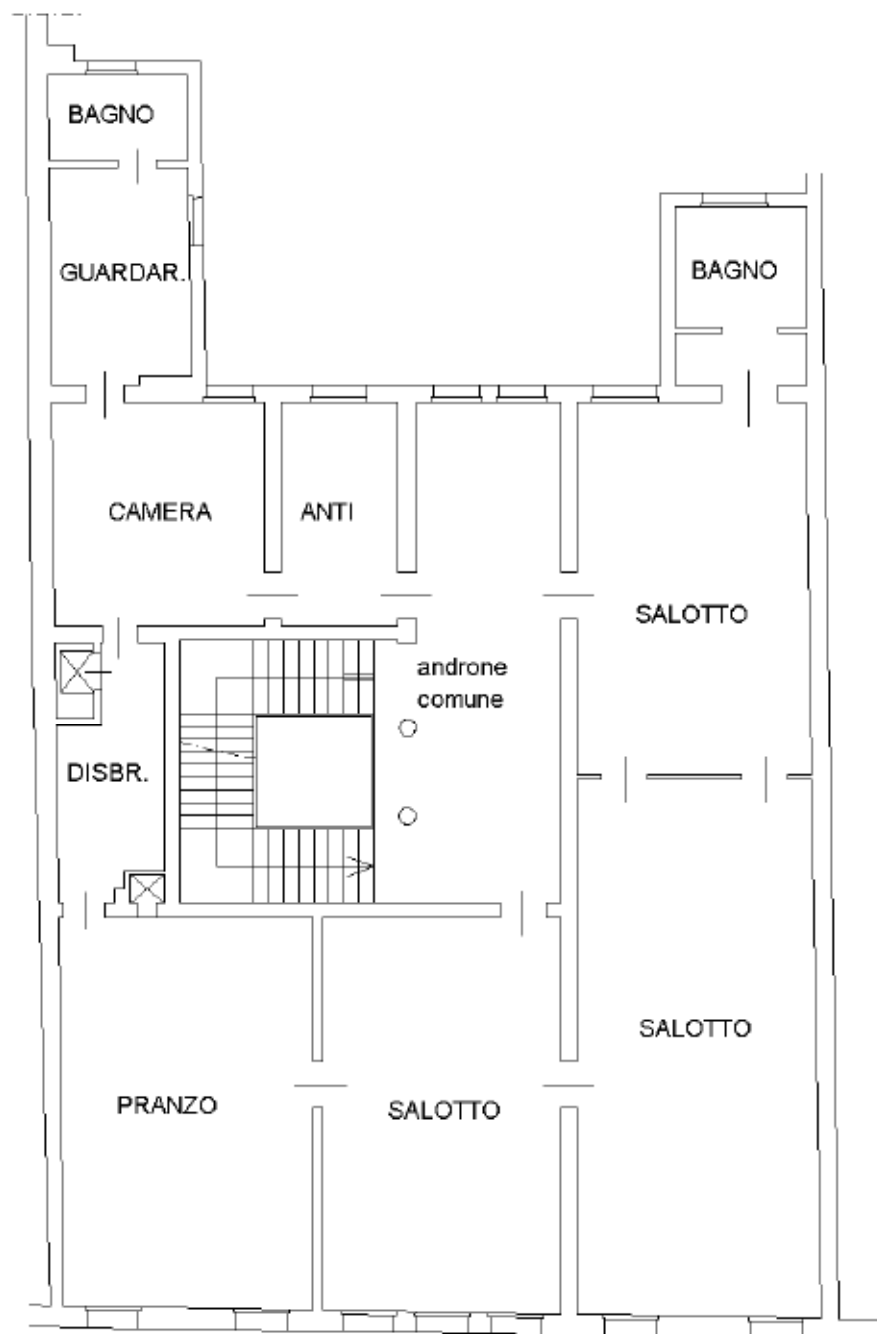 BAGNO
GUARDAR.
BAGNO
CAMERA
ANTI
SALOTTO
androne
comune
DISBR.
SALOTTO
PRANZO
SALOTTO